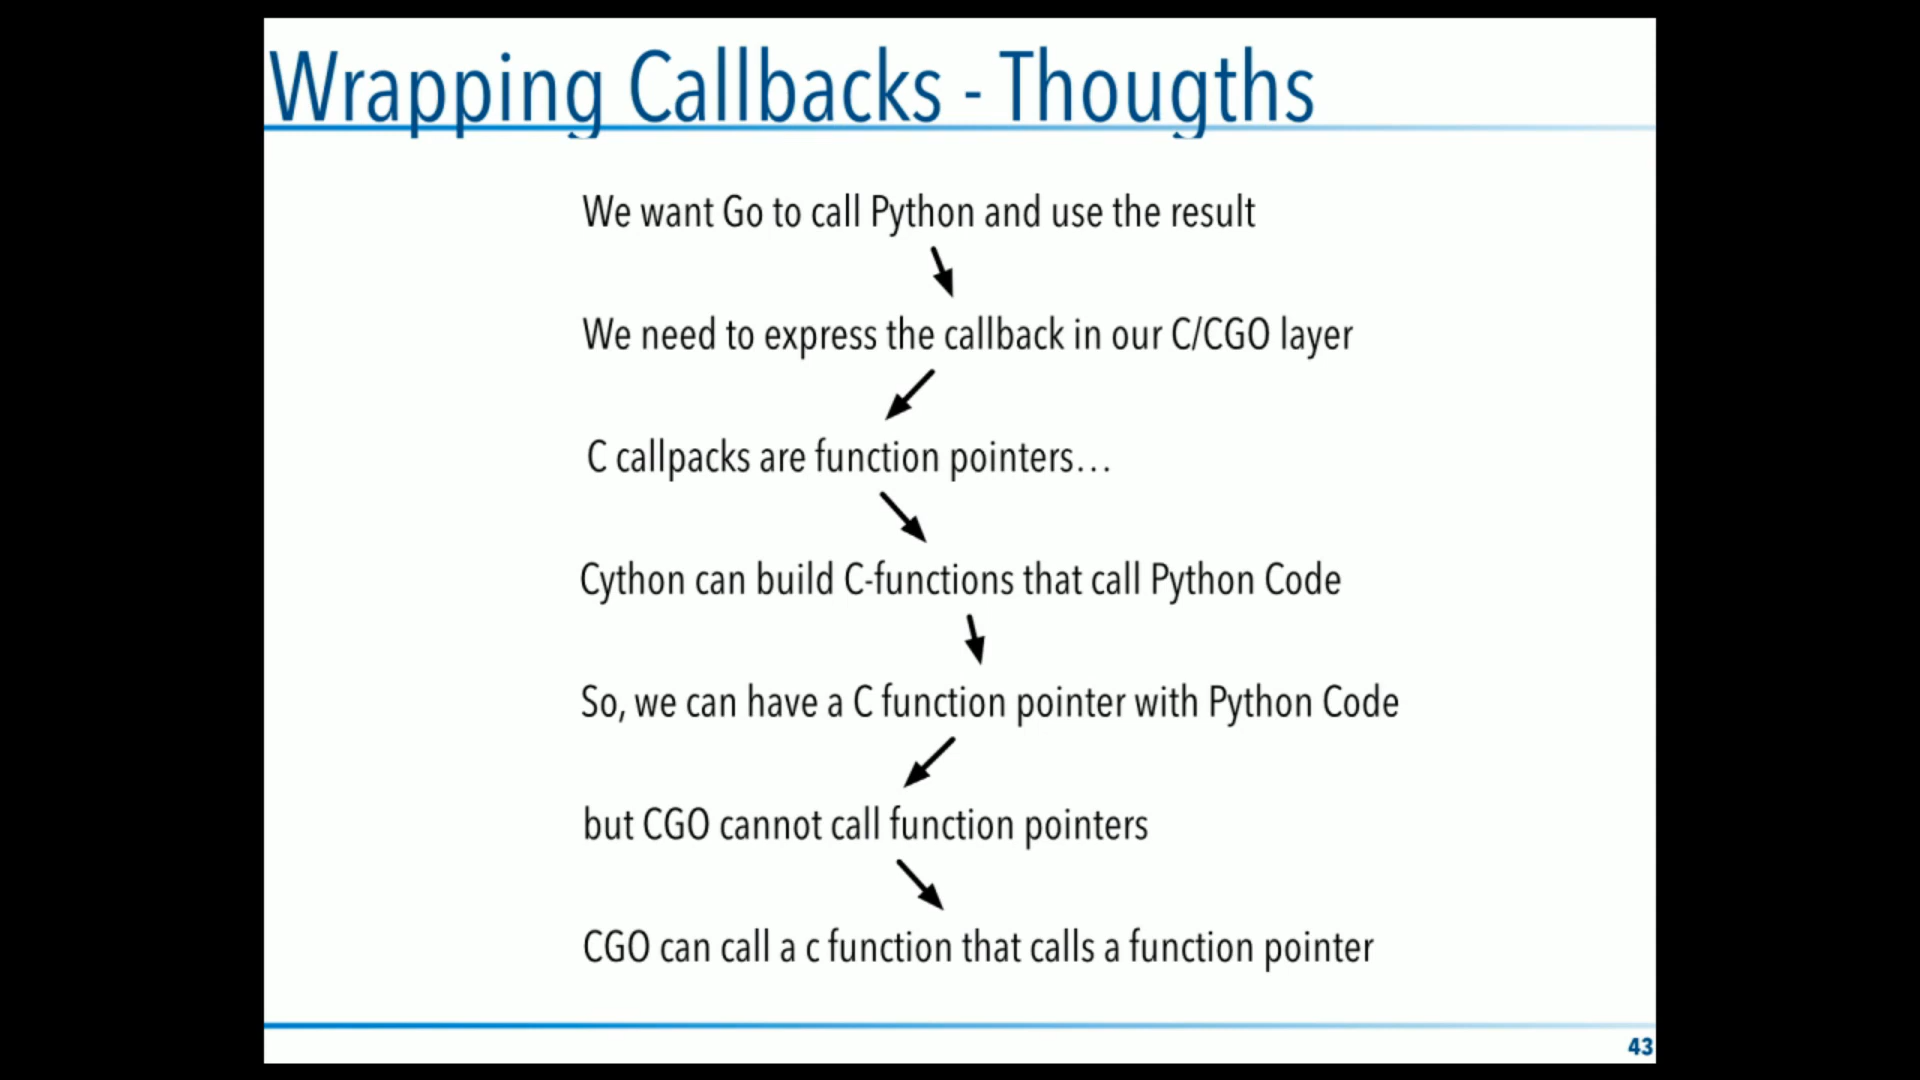 Wrapping Callbacks - Thougths
We want Go to call Python and use the result
We need to express the callback in our C/CGO layer
C callpacks are function pointers…
Cython can build C-functions that call Python Code
So, we can have a C function pointer with Python Code
but CGO cannot call function pointers
CGO can call a c function that calls a function pointer
43